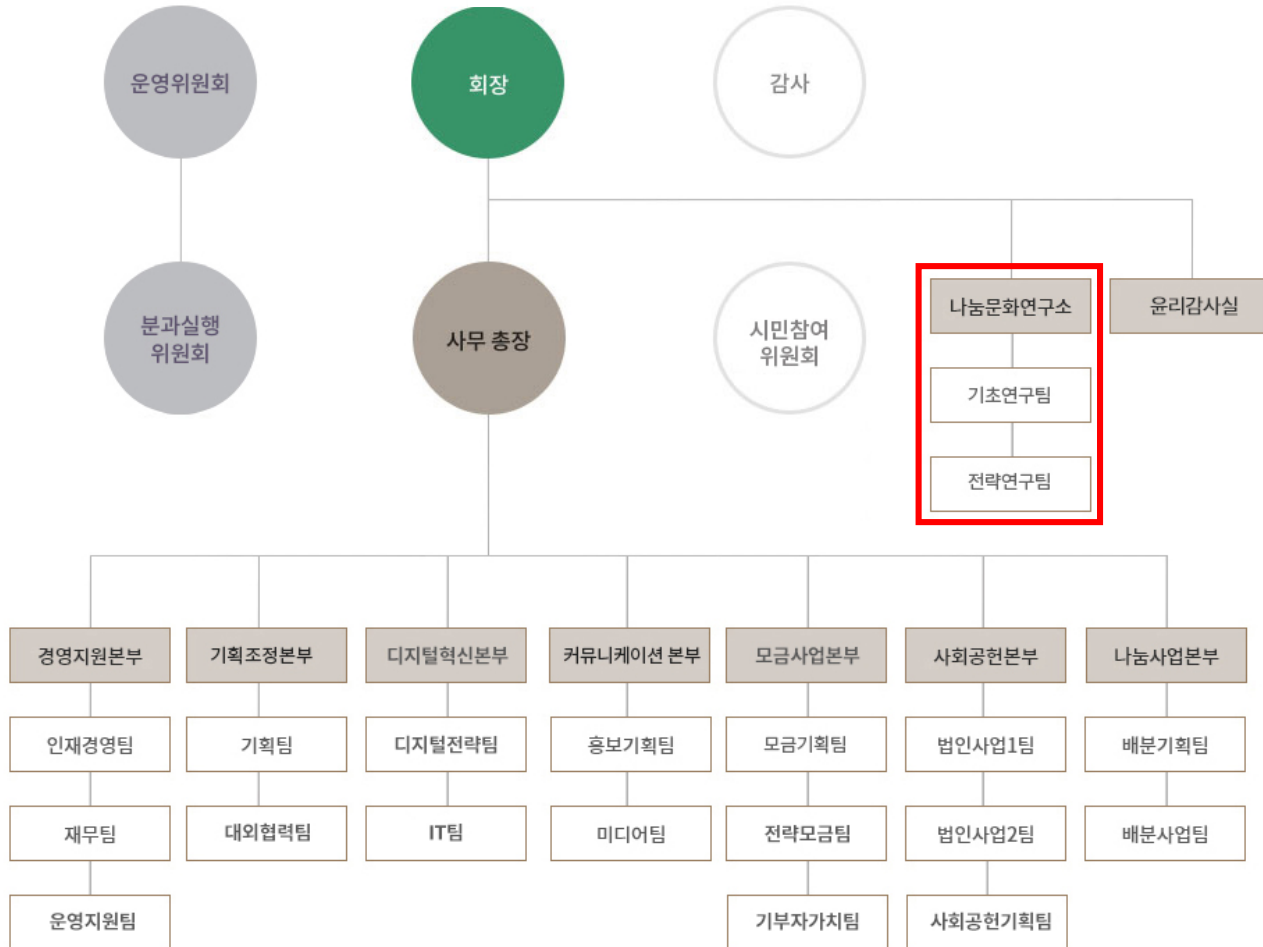 운영위원회
회장
감사
분과실행
위원회
사무 총장
시민참여
위원회
나눔문화연구소
윤리감사실
기초연구팀
전략연구팀
경영지원본부
기획조정본부
디지털혁신본부
커뮤니케이션 본부
모금사업본부
사회공헌본부
나눔사업본부
인재경영팀
기획팀
디지털전략팀
홍보기획팀
모금기획팀
법인사업1팀
배분기획팀
재무팀
대외협력팀
IT팀
미디어팀
전략모금팀
법인사업2팀
배분사업팀
운영지원팀
기부자가치팀
사회공헌기획팀